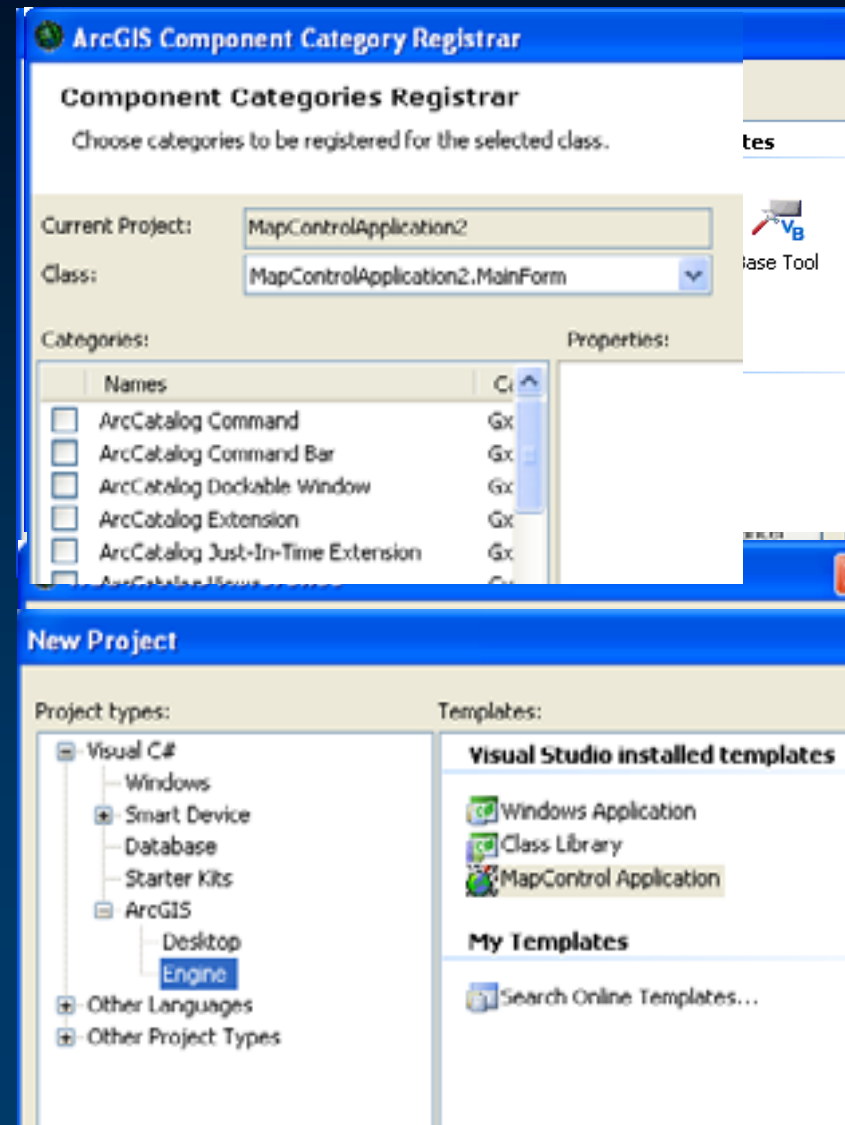 ArcGIS Component Category Registrar
Component Categories Registrar
Choose categories to be registered for the selected class.
Current Project: MapControlApplication2
Class: MapControlApplication2.MainForm
Categories: Properties:
Names
ArcCatalog Command Gx
ArcCatalog Command Bar Gx
ArcCatalog Dockable Window Gx
ArcCatalog Extension Gx
ArcCatalog Just-In-Time Extension Gx
tes
VB
ase Tool
New Project
Project types: Templates:
Visual C#
Windows
Smart Device
Database
Starter Kits
ArcGIS
Desktop
Engine
Other Languages
Other Project Types
Visual Studio installed templates
Windows Application
Class Library
MapControl Application
My Templates
Search Online Templates...